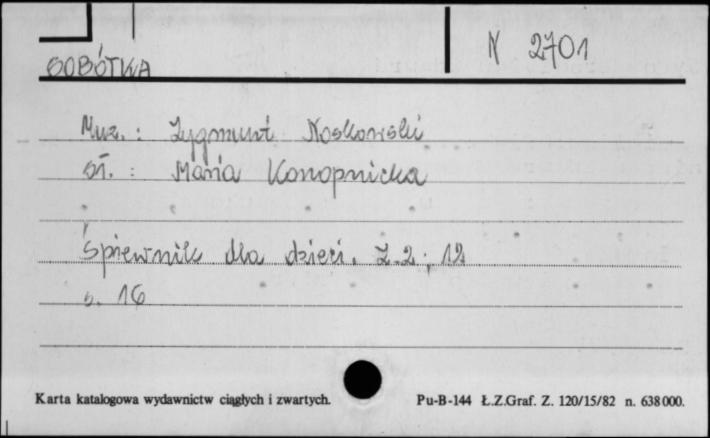 N 2701
SOBÓTKA
Muz. : Zygmunt Noskowski
sł. : Maria Konopnicka
Śpiewnik dla dzieci. Z. 2 ; 12
s. 16
Karta katalogowa wydawnictw ciągłych i zwartych. Pu-B-144 Ł.Z.Graf. Z. 120/15/82 n. 638000.